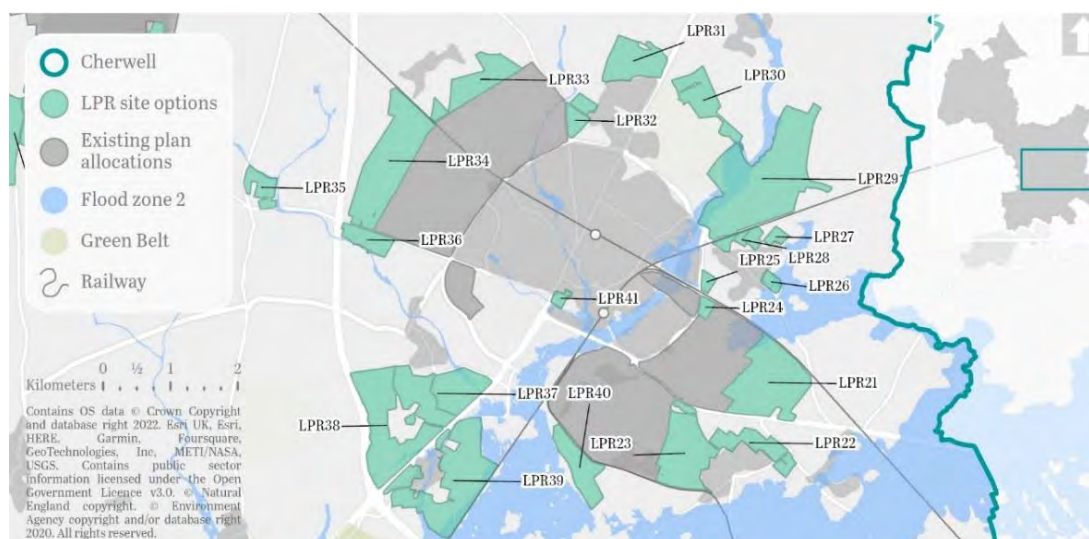 Cherwell
LPR site options
Existing plan
allocations
Flood zone 2
Green Belt
Railway
0 ½ 1 2
Kilometers
Contains OS data © Crown Copyright
and database right 2022. Esri UK, Esri,
HERE, Garmin, Foursquare,
GeoTechnologies, Inc, METI/NASA,
USGS. Contains public sector
information licensed under the Open
Government Licence v3.0. © Natural
England copyright. © Environment
Agency copyright and/or database right
2020. All rights reserved.
LPR31
LPR30
LPR33
LPR32
LPR34
LPR29
LPR35
LPR36
LPR27
LPR28
LPR25
LPR26
LPR41
LPR24
LPR21
LPR40
LPR37
LPR38
LPR23
LPR22
LPR39